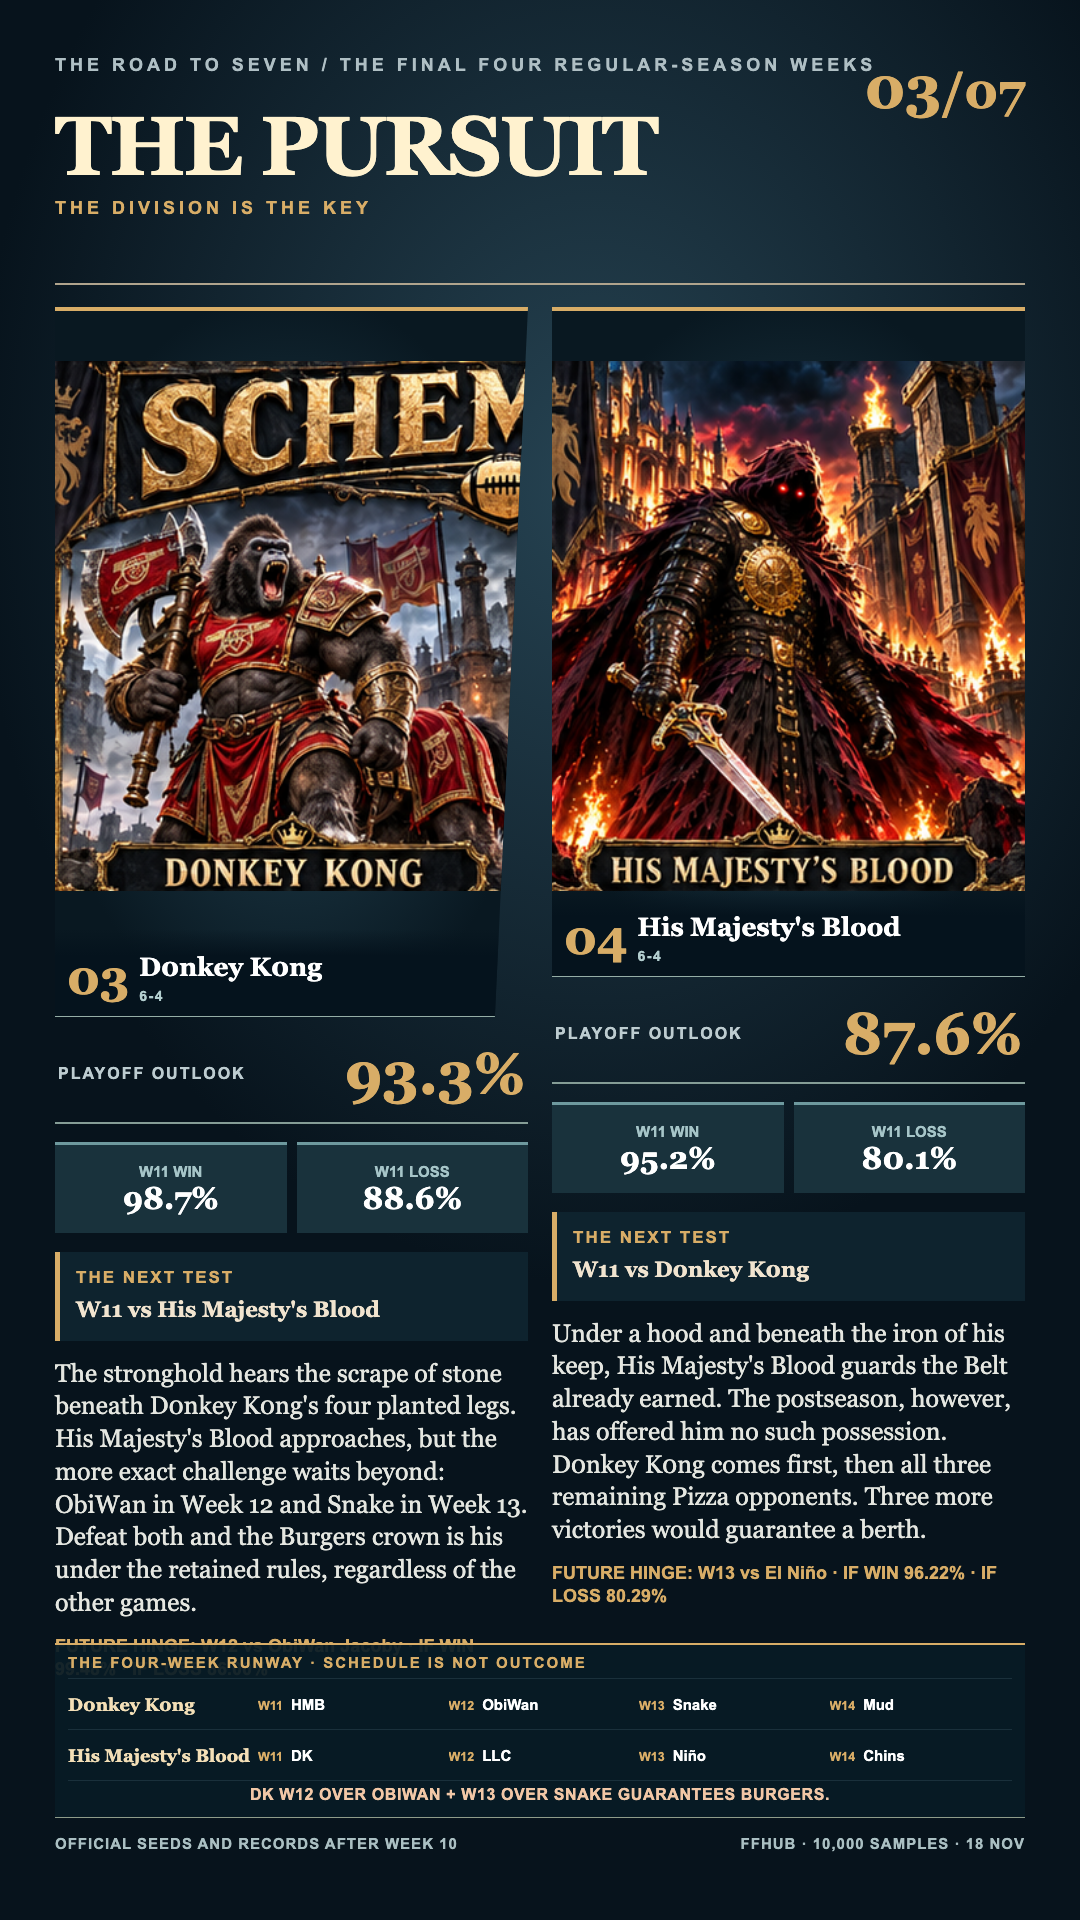 THE ROAD TO SEVEN / THE FINAL FOUR REGULAR-SEASON WEEKS
03/07
THE PURSUIT
THE DIVISION IS THE KEY
SCHEM
DONKEY KONG
03 Donkey Kong
6-4
PLAYOFF OUTLOOK 93.3%
W11 WIN
98.7%
W11 LOSS
88.6%
THE NEXT TEST
W11 vs His Majesty's Blood
The stronghold hears the scrape of stone
beneath Donkey Kong's four planted legs.
His Majesty's Blood approaches, but the
more exact challenge waits beyond:
ObiWan in Week 12 and Snake in Week 13.
Defeat both and the Burgers crown is his
under the retained rules, regardless of the
other games.
FUTURE HINGE: W12 vs ObiWan Jacoby · IF WIN
HIS MAJESTY'S BLOOD
04 His Majesty's Blood
6-4
PLAYOFF OUTLOOK 87.6%
W11 WIN
95.2%
W11 LOSS
80.1%
THE NEXT TEST
W11 vs Donkey Kong
Under a hood and beneath the iron of his
keep, His Majesty's Blood guards the Belt
already earned. The postseason, however,
has offered him no such possession.
Donkey Kong comes first, then all three
remaining Pizza opponents. Three more
victories would guarantee a berth.
FUTURE HINGE: W13 vs El Niño · IF WIN 96.22% · IF
LOSS 80.29%
THE FOUR-WEEK RUNWAY · SCHEDULE IS NOT OUTCOME
Donkey Kong W11 HMB W12 ObiWan W13 Snake W14 Mud
His Majesty's Blood W11 DK W12 LLC W13 Niño W14 Chins
DK W12 OVER OBIWAN + W13 OVER SNAKE GUARANTEES BURGERS.
OFFICIAL SEEDS AND RECORDS AFTER WEEK 10
FFHUB · 10,000 SAMPLES · 18 NOV